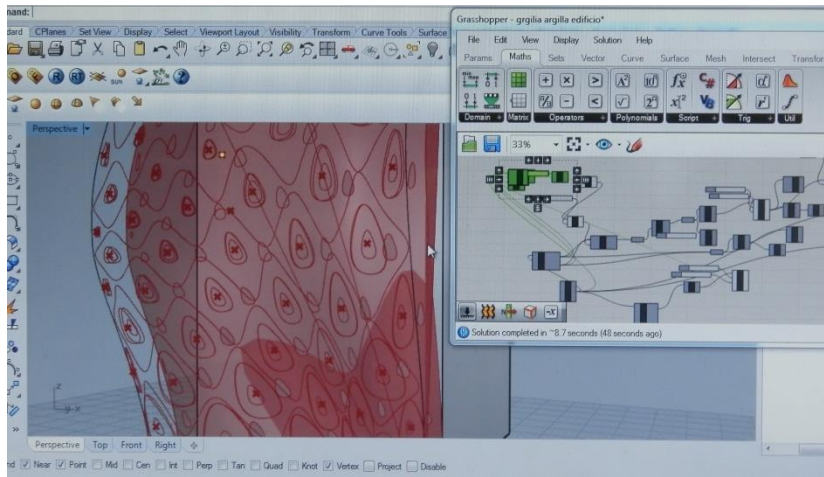 mand:
dard CPlanes Set View Display Select Viewport Layout Visibility Transform Curve Tools Surface
SUN
Perspective
z
y x
Perspective Top Front Right
nd Near Point Mid Cen Int Perp Tan Quad Knot Vertex Project Disable
Grasshopper - grgilia argilla edificio*
File Edit View Display Solution Help
Params Maths Sets Vector Curve Surface Mesh Intersect Transfor
Domain Matrix Operators Polynomials Script Trig Util
33%
Solution completed in ~8.7 seconds (48 seconds ago)